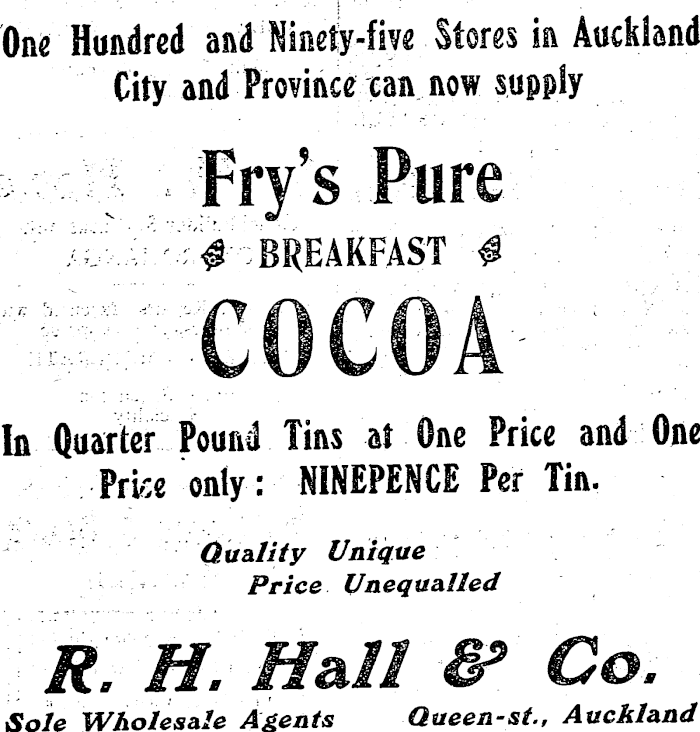 One Hundred and Ninety-five Stores in Auckland
City and Province can now supply
Fry's Pure
BREAKFAST
COCOA
In Quarter Pound Tins at One Price and One
Price only: NINEPENCE Per Tin.
Quality Unique
Price Unequalled
R. H. Hall & Co.
Sole Wholesale Agents Queen-st., Auckland